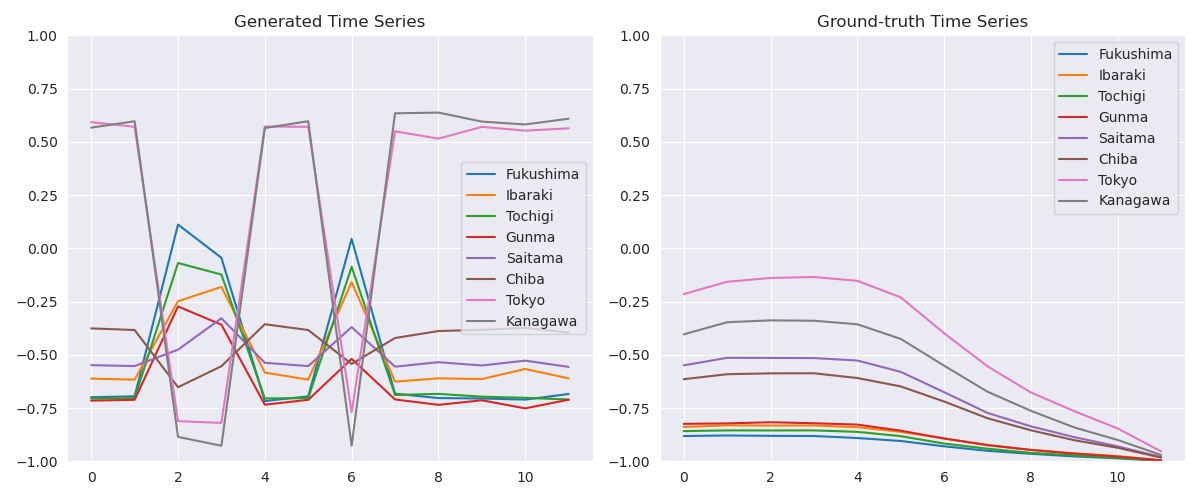 Generated Time Series
1.00
0.75
0.50
0.25
0.00
−0.25
−0.50
−0.75
−1.00
0 2 4 6 8 10
Fukushima
Ibaraki
Tochigi
Gunma
Saitama
Chiba
Tokyo
Kanagawa
Ground-truth Time Series
1.00
0.75
0.50
0.25
0.00
−0.25
−0.50
−0.75
−1.00
0 2 4 6 8 10
Fukushima
Ibaraki
Tochigi
Gunma
Saitama
Chiba
Tokyo
Kanagawa